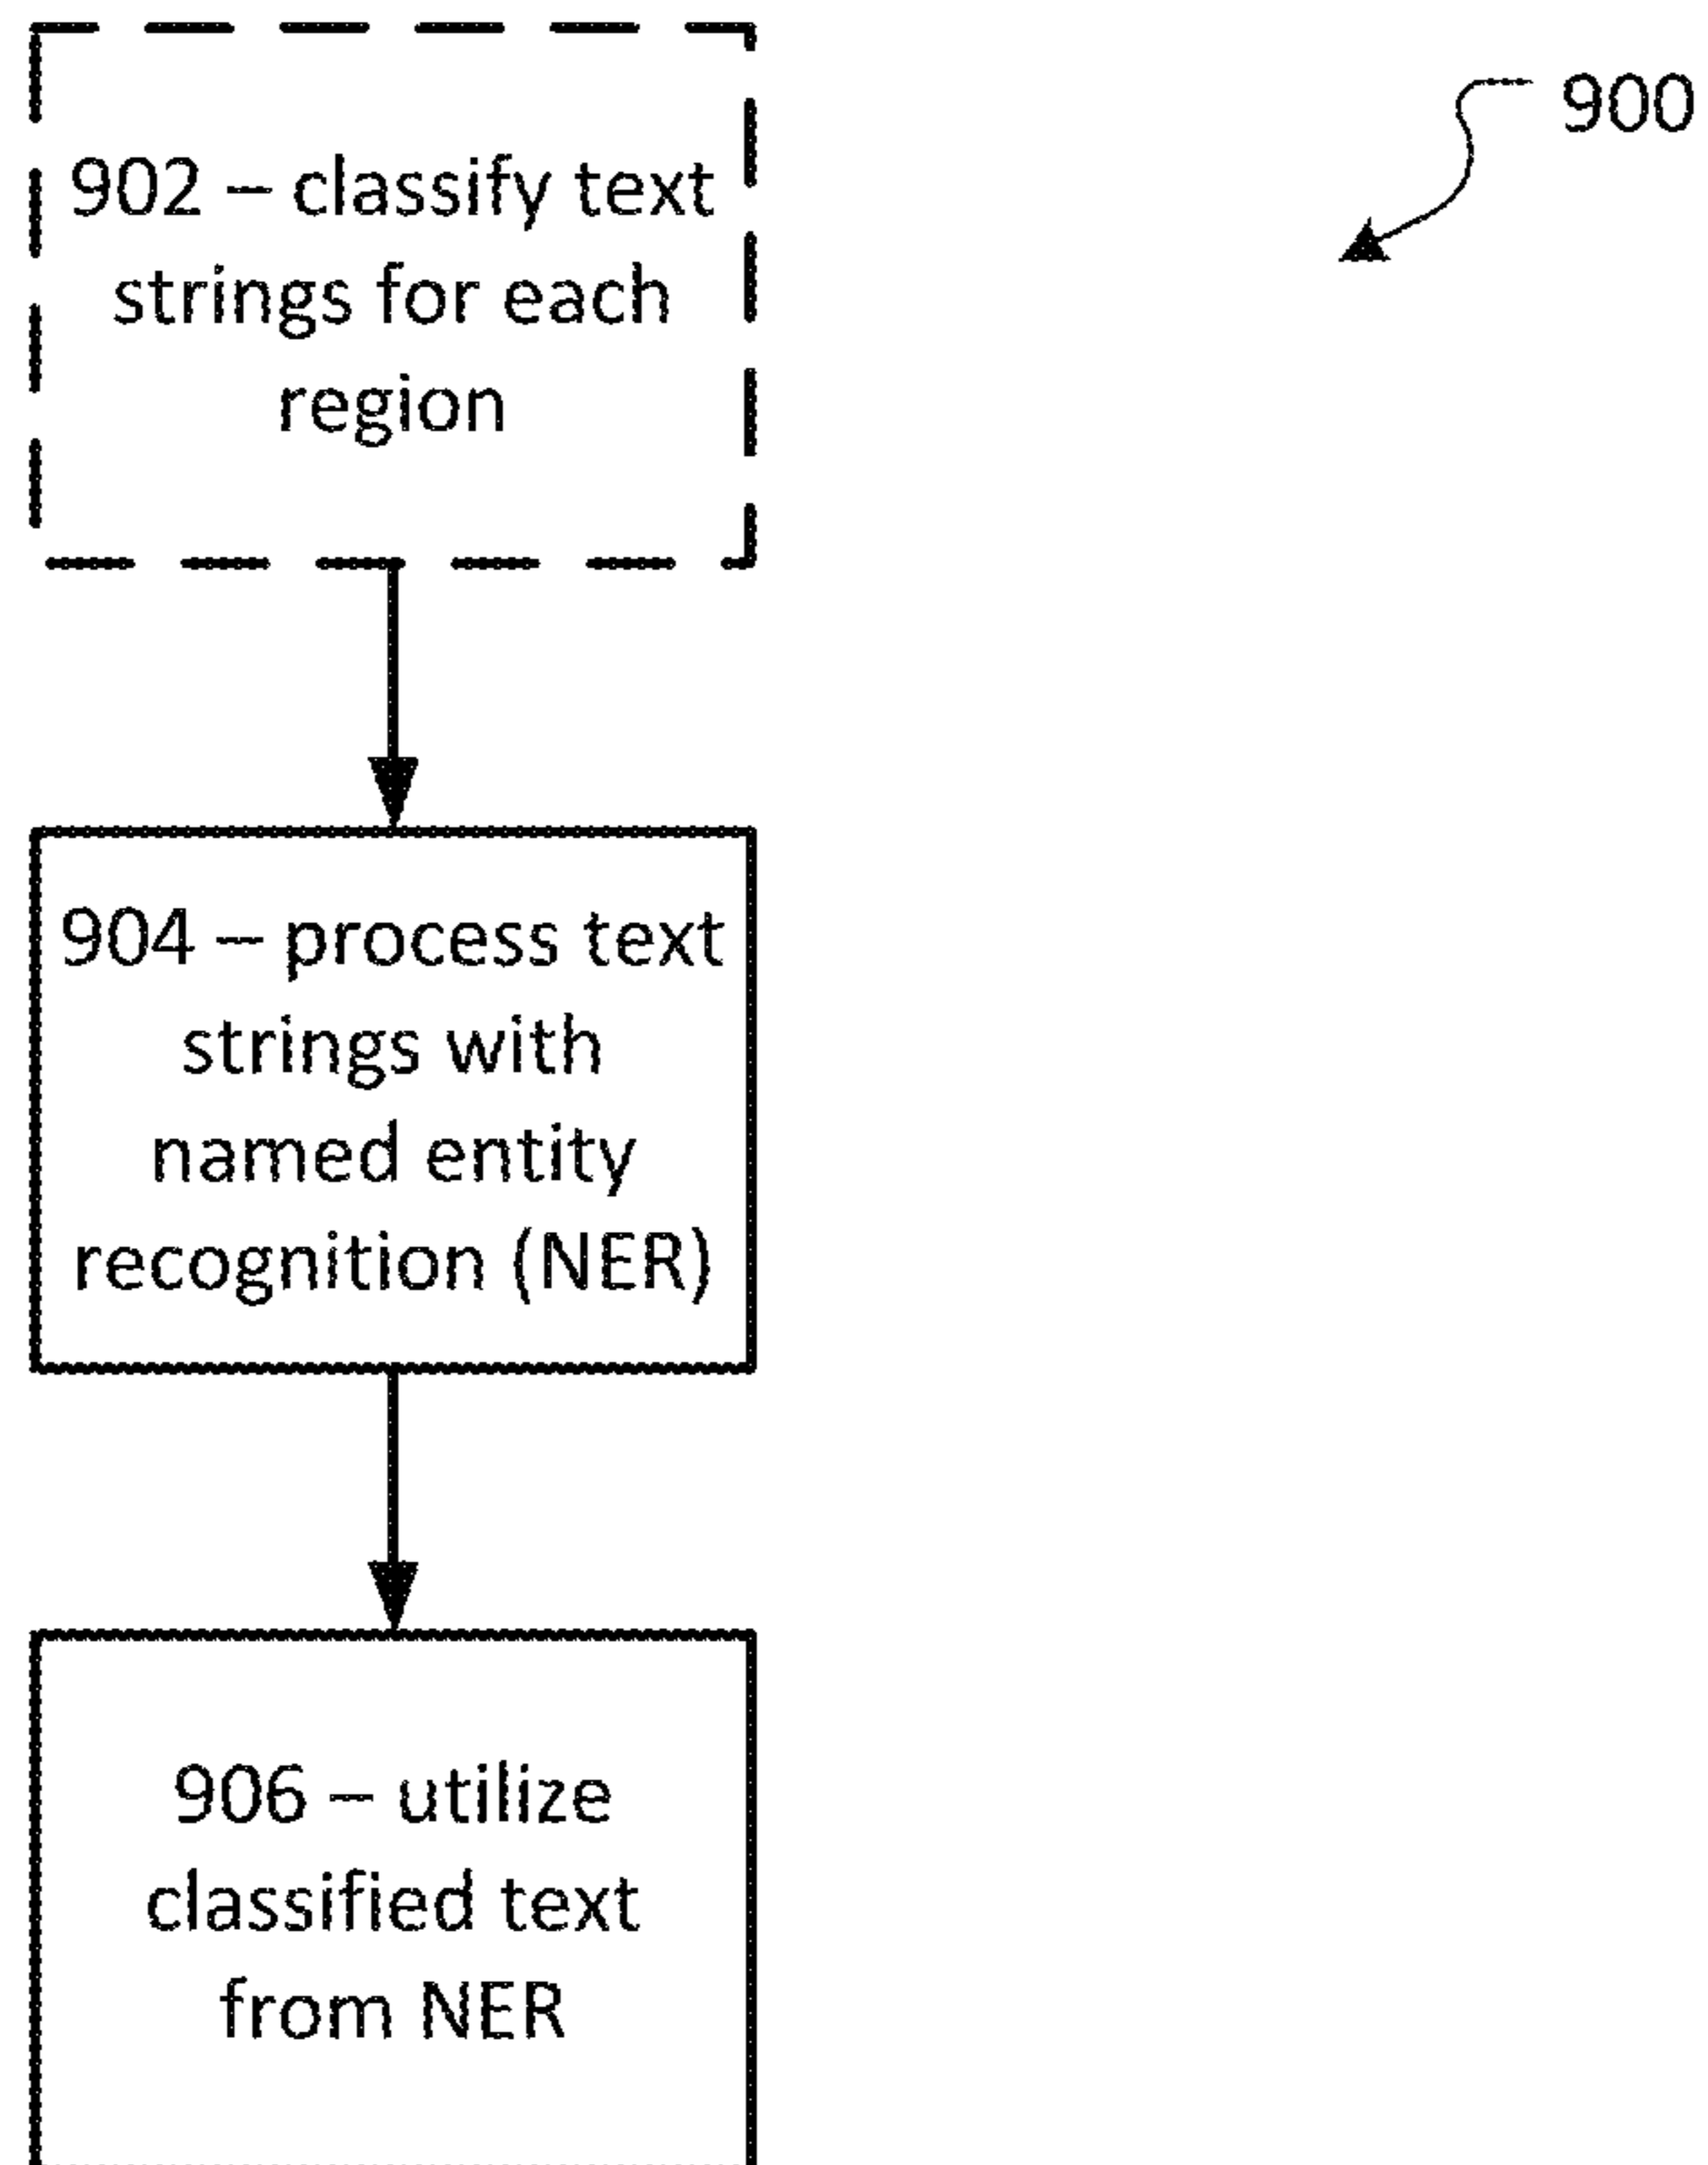 900
902 – classify text
strings for each
region
904 – process text
strings with
named entity
recognition (NER)
906 – utilize
classified text
from NER